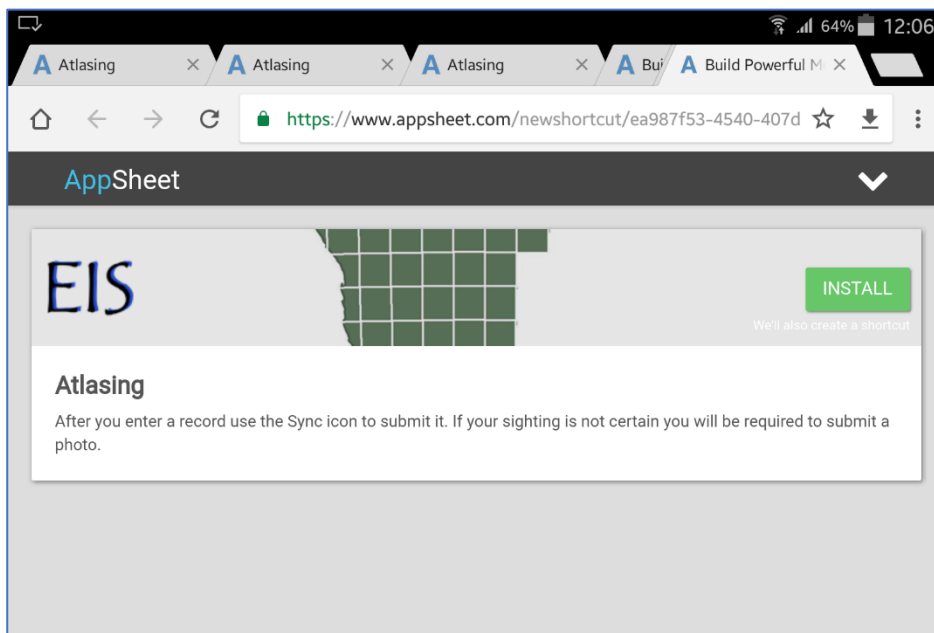 64% 12:06
A Atlasing A Atlasing A Atlasing A Bui A Build Powerful M
https://www.appsheet.com/newshortcut/ea987f53-4540-407d
AppSheet
EIS
INSTALL
We'll also create a shortcut
Atlasing
After you enter a record use the Sync icon to submit it. If your sighting is not certain you will be required to submit a
photo.